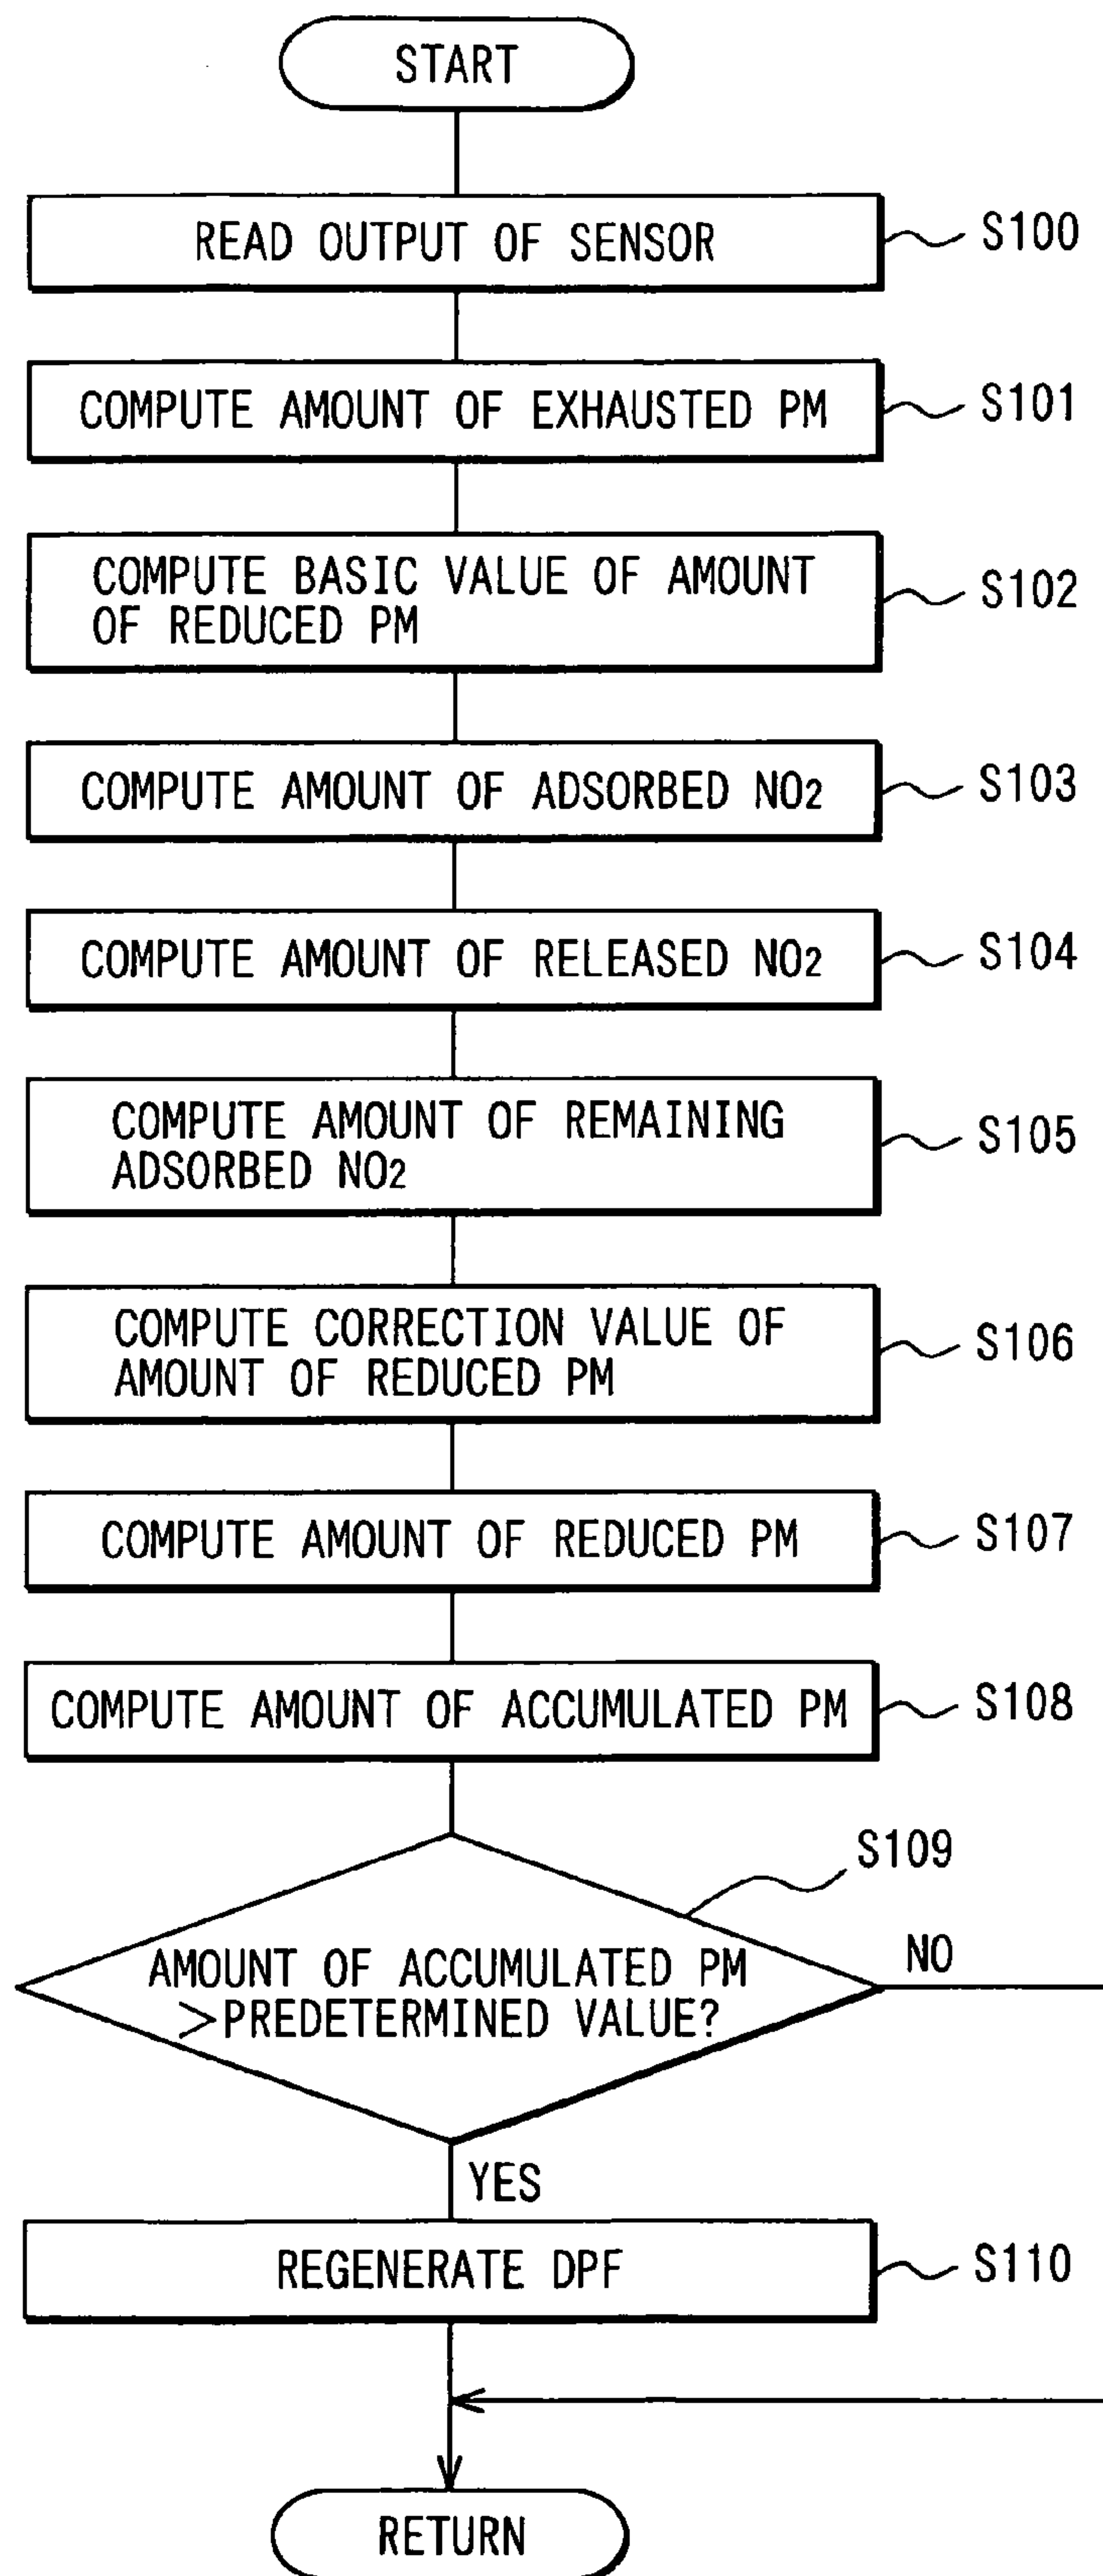 START
READ OUTPUT OF SENSOR
S100
COMPUTE AMOUNT OF EXHAUSTED PM
S101
COMPUTE BASIC VALUE OF AMOUNT
OF REDUCED PM
S102
COMPUTE AMOUNT OF ADSORBED NO2
S103
COMPUTE AMOUNT OF RELEASED NO2
S104
COMPUTE AMOUNT OF REMAINING
ADSORBED NO2
S105
COMPUTE CORRECTION VALUE OF
AMOUNT OF REDUCED PM
S106
COMPUTE AMOUNT OF REDUCED PM
S107
COMPUTE AMOUNT OF ACCUMULATED PM
S108
S109
AMOUNT OF ACCUMULATED PM
>PREDETERMINED VALUE?
NO
YES
REGENERATE DPF
S110
RETURN